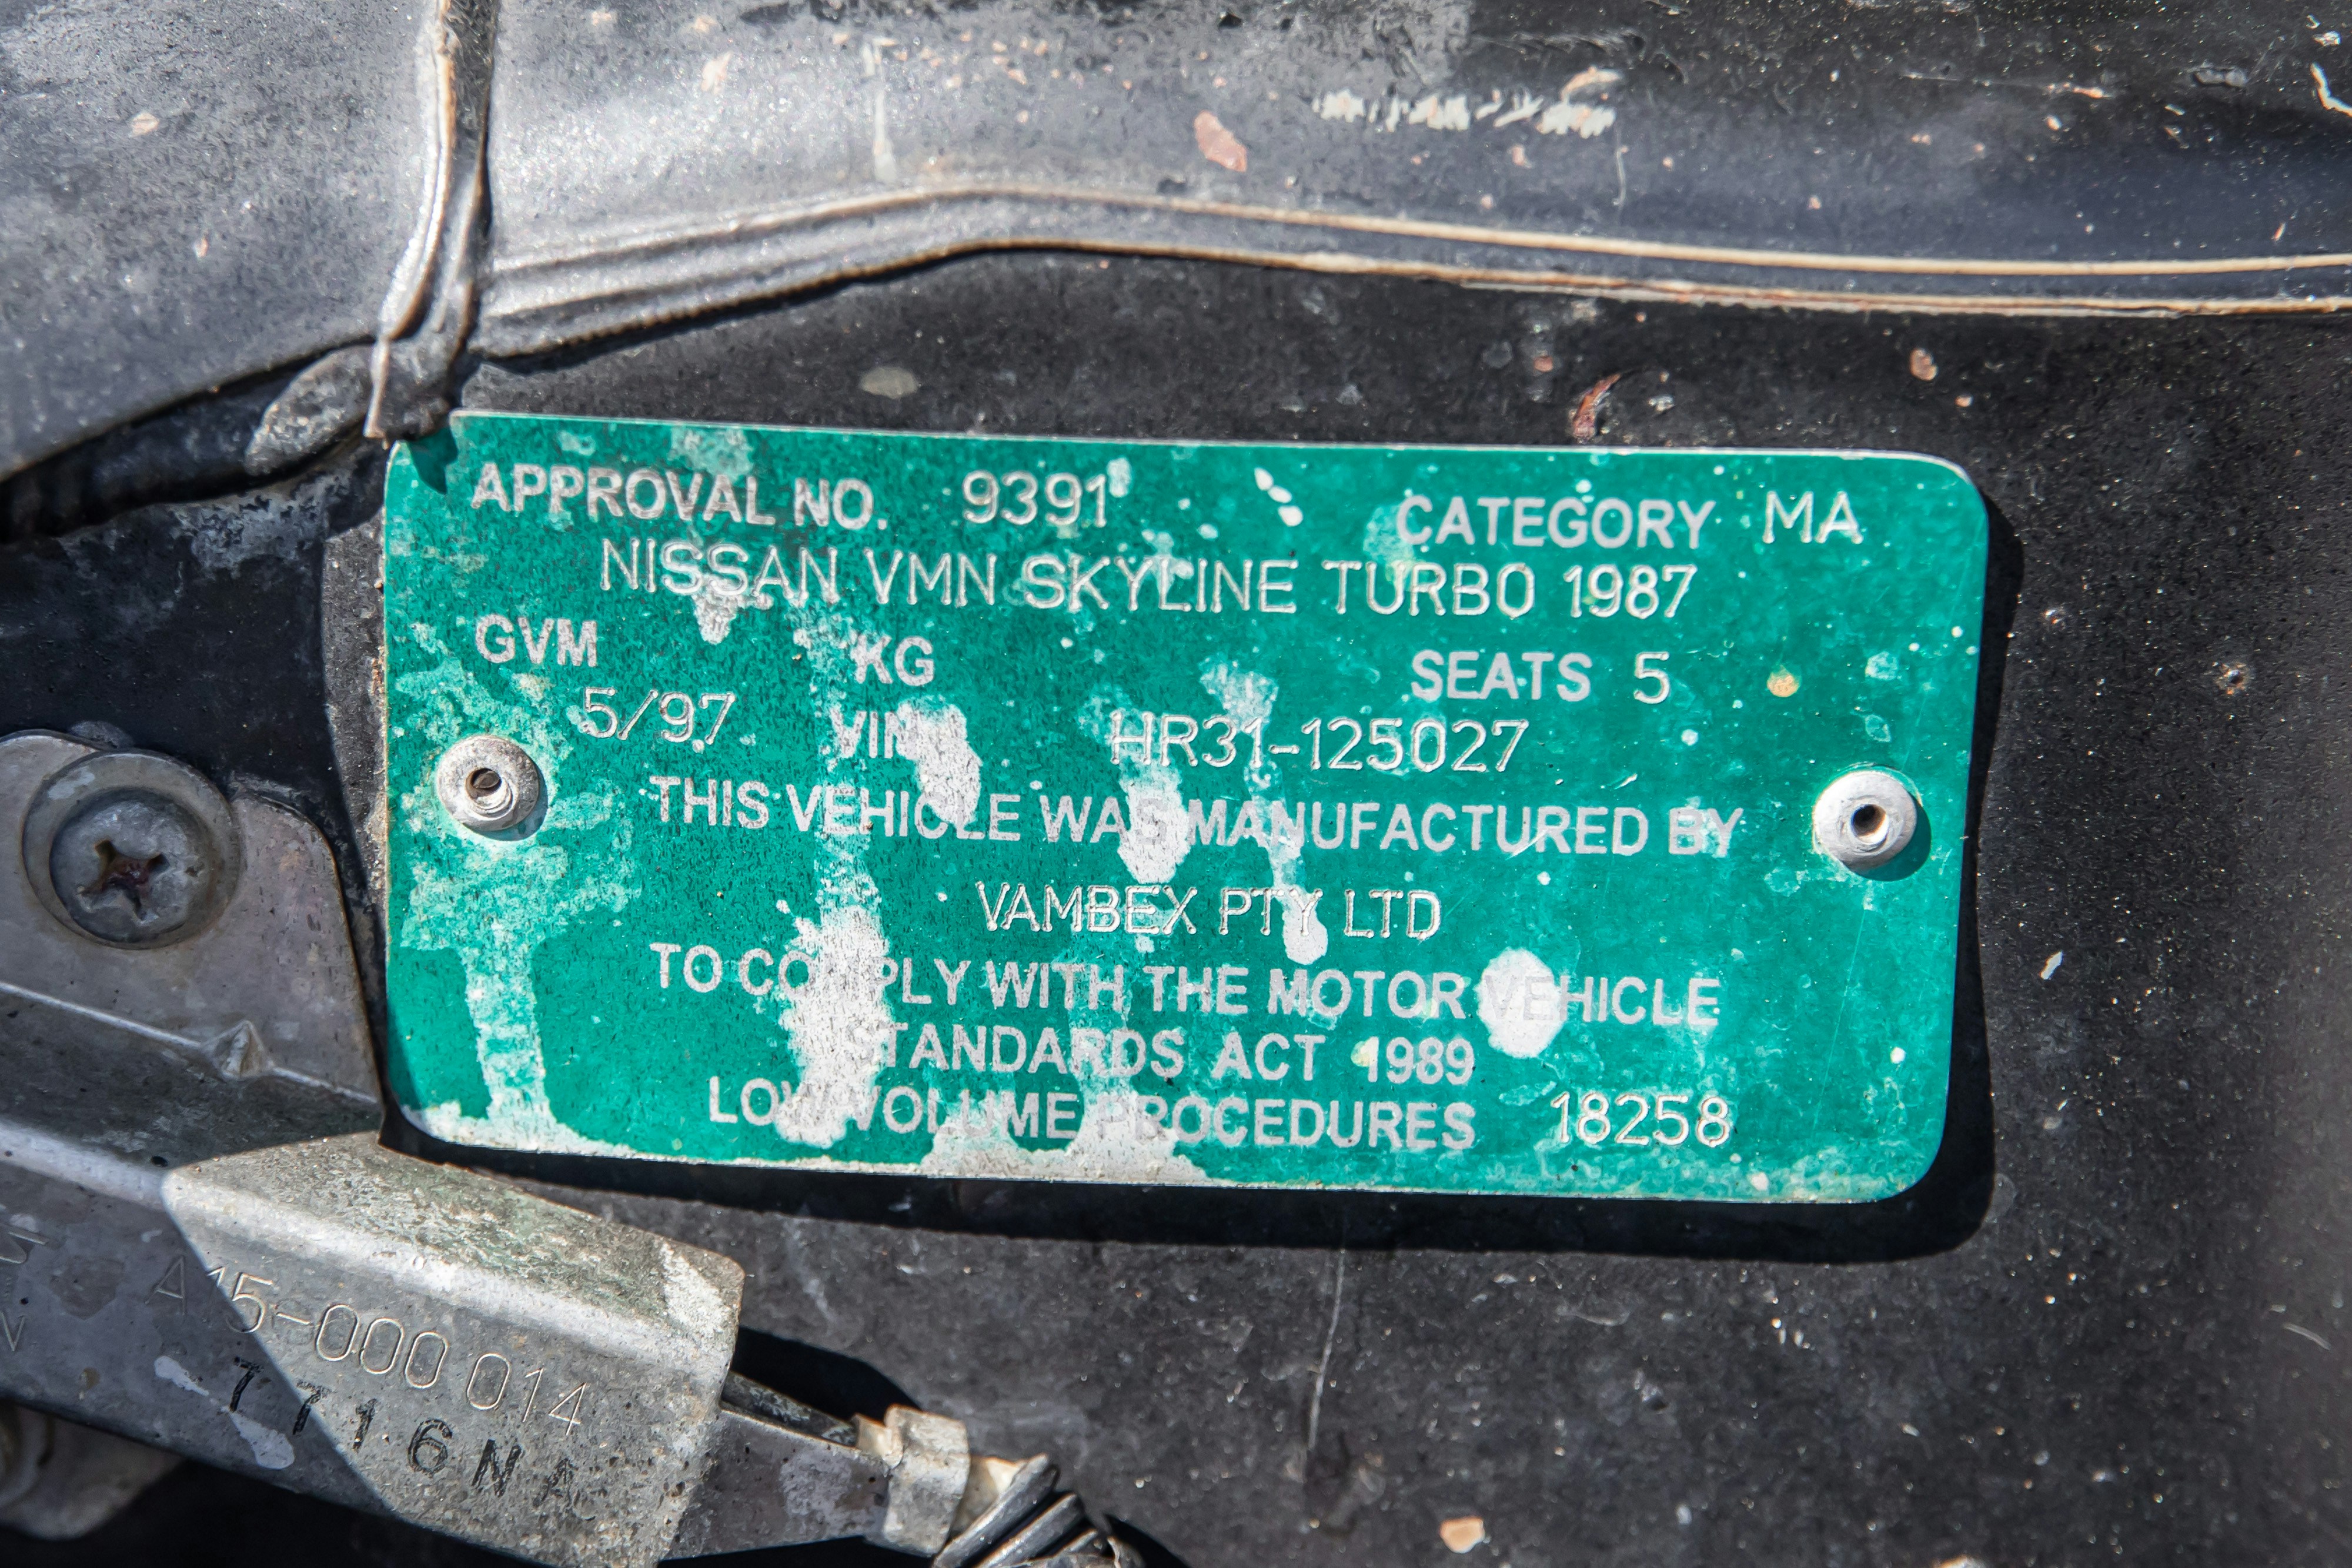 APPROVAL NO. 9391 CATEGORY MA
NISSAN VMN SKYLINE TURBO 1987
GVM KG SEATS 5
5/97 VIN HR31-125027
THIS VEHICLE WAS MANUFACTURED BY
VAMBEX PTY LTD
TO COMPLY WITH THE MOTOR VEHICLE
STANDARDS ACT 1989
LOW VOLUME PROCEDURES 18258
A15-000 014
7716NA